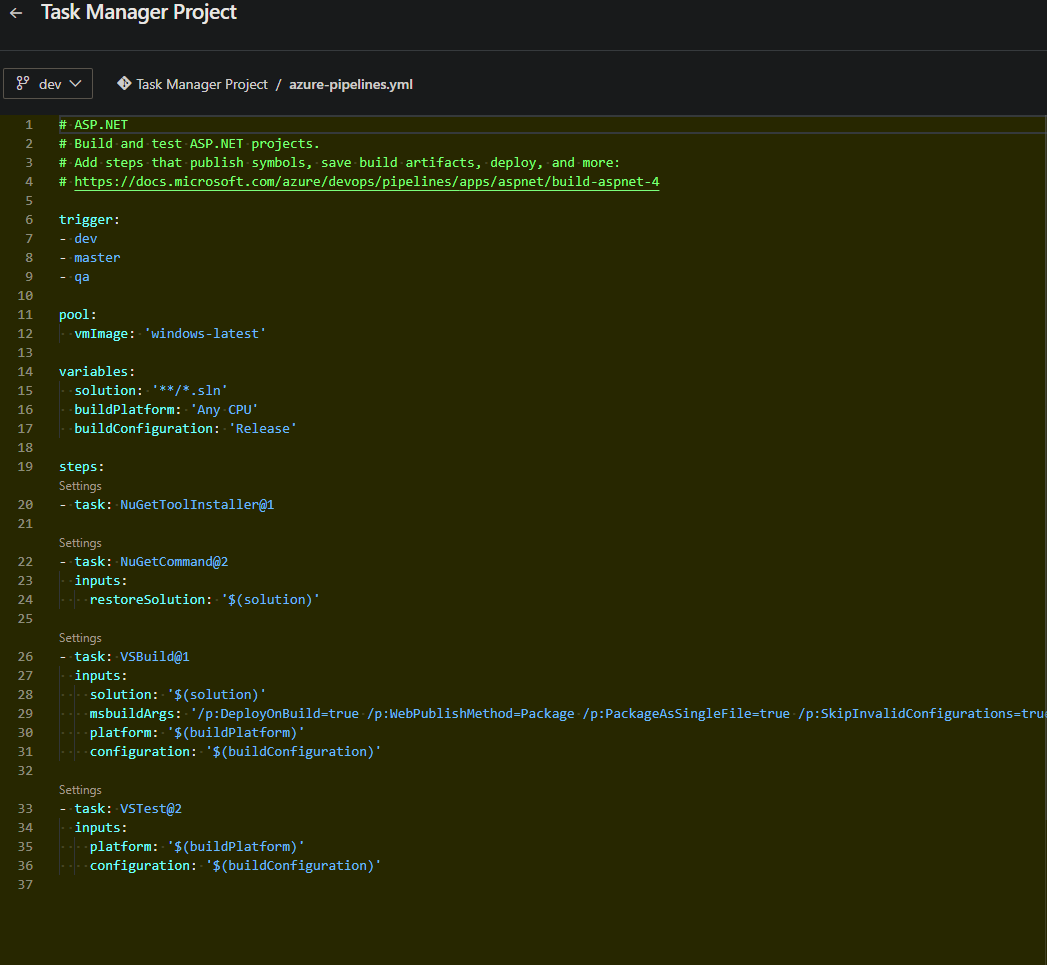 Task Manager Project
dev
Task Manager Project / azure-pipelines.yml
1 # ASP.NET
2 # Build and test ASP.NET projects.
3 # Add steps that publish symbols, save build artifacts, deploy, and more:
4 # https://docs.microsoft.com/azure/devops/pipelines/apps/aspnet/build-aspnet-4
5
6 trigger:
7 - dev
8 - master
9 - qa
10
11 pool:
12   vmImage: 'windows-latest'
13
14 variables:
15   solution: '**/*.sln'
16   buildPlatform: 'Any CPU'
17   buildConfiguration: 'Release'
18
19 steps:
Settings
20 - task: NuGetToolInstaller@1
21
Settings
22 - task: NuGetCommand@2
23   inputs:
24     restoreSolution: '$(solution)'
25
Settings
26 - task: VSBuild@1
27   inputs:
28     solution: '$(solution)'
29     msbuildArgs: '/p:DeployOnBuild=true /p:WebPublishMethod=Package /p:PackageAsSingleFile=true /p:SkipInvalidConfigurations=true
30     platform: '$(buildPlatform)'
31     configuration: '$(buildConfiguration)'
32
Settings
33 - task: VSTest@2
34   inputs:
35     platform: '$(buildPlatform)'
36     configuration: '$(buildConfiguration)'
37